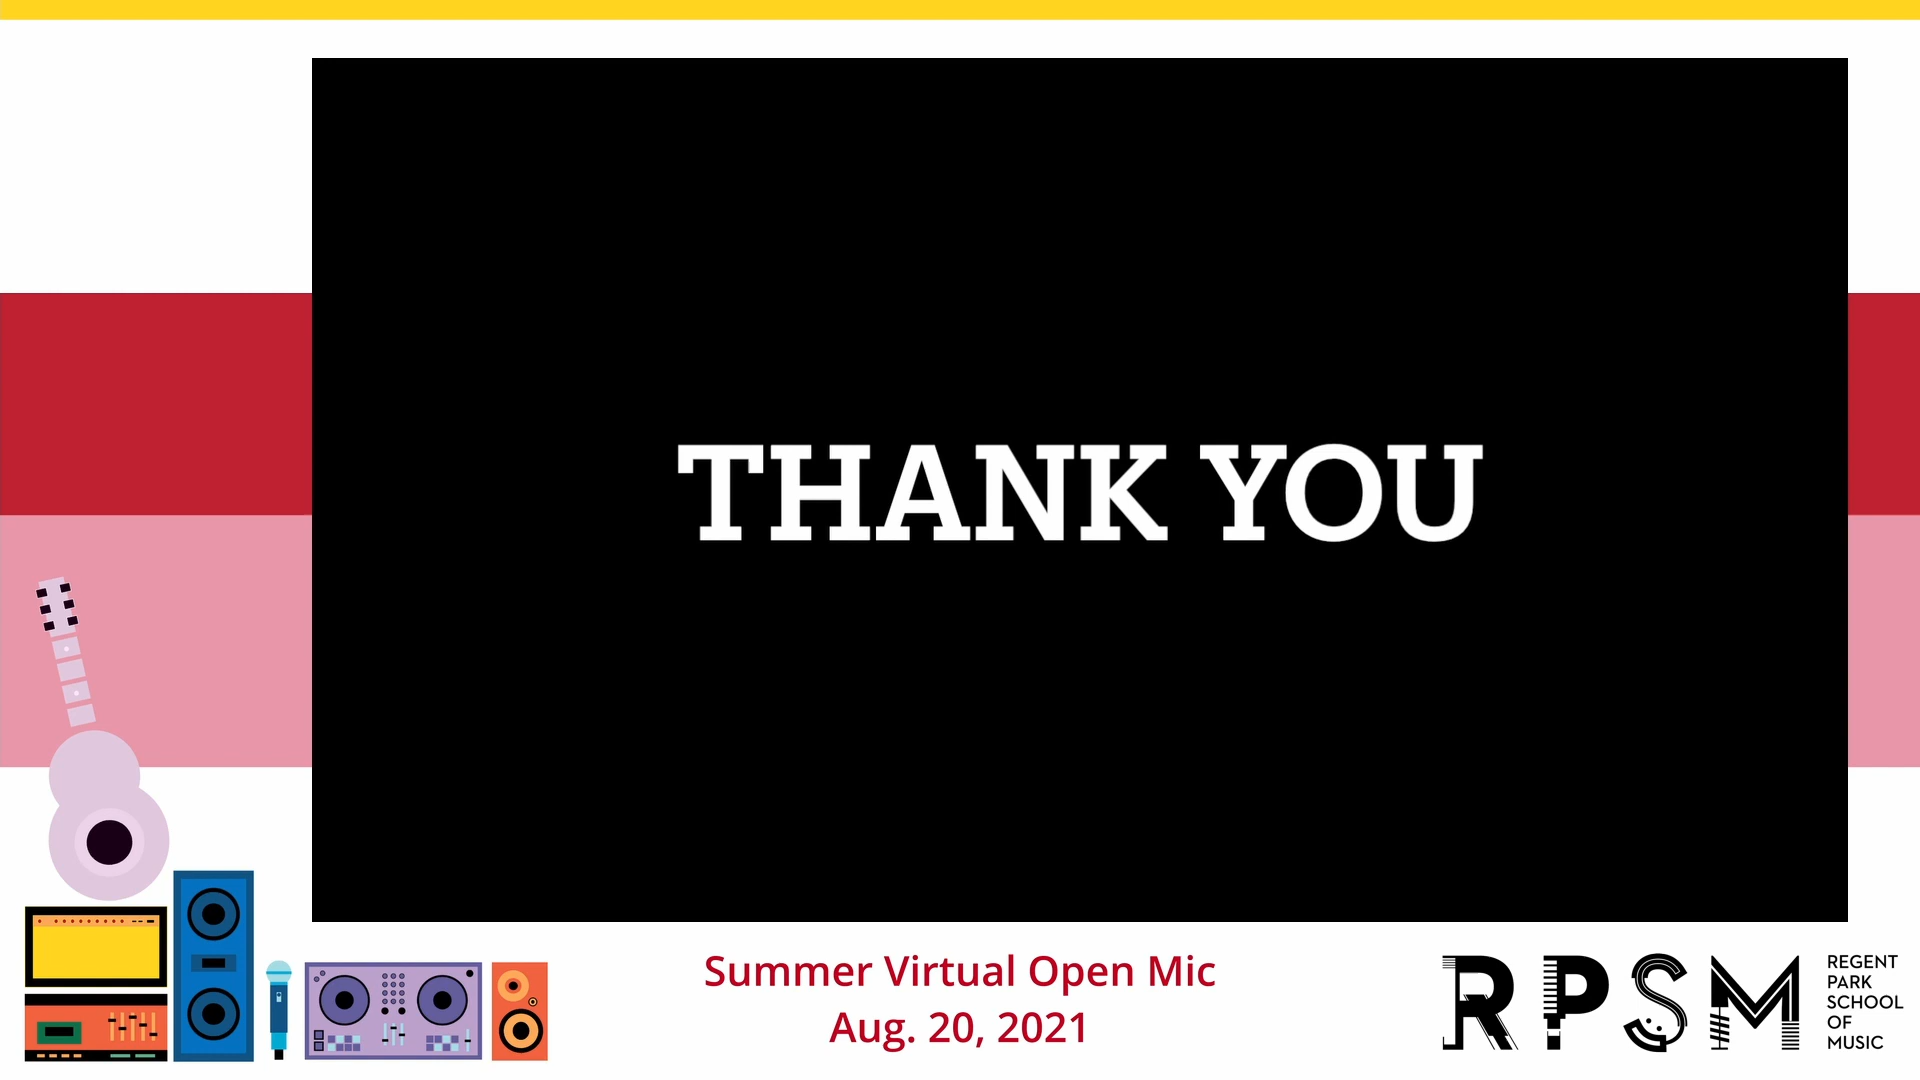 THANK YOU
Summer Virtual Open Mic
Aug. 20, 2021
RPSM
REGENT
PARK
SCHOOL
OF
MUSIC